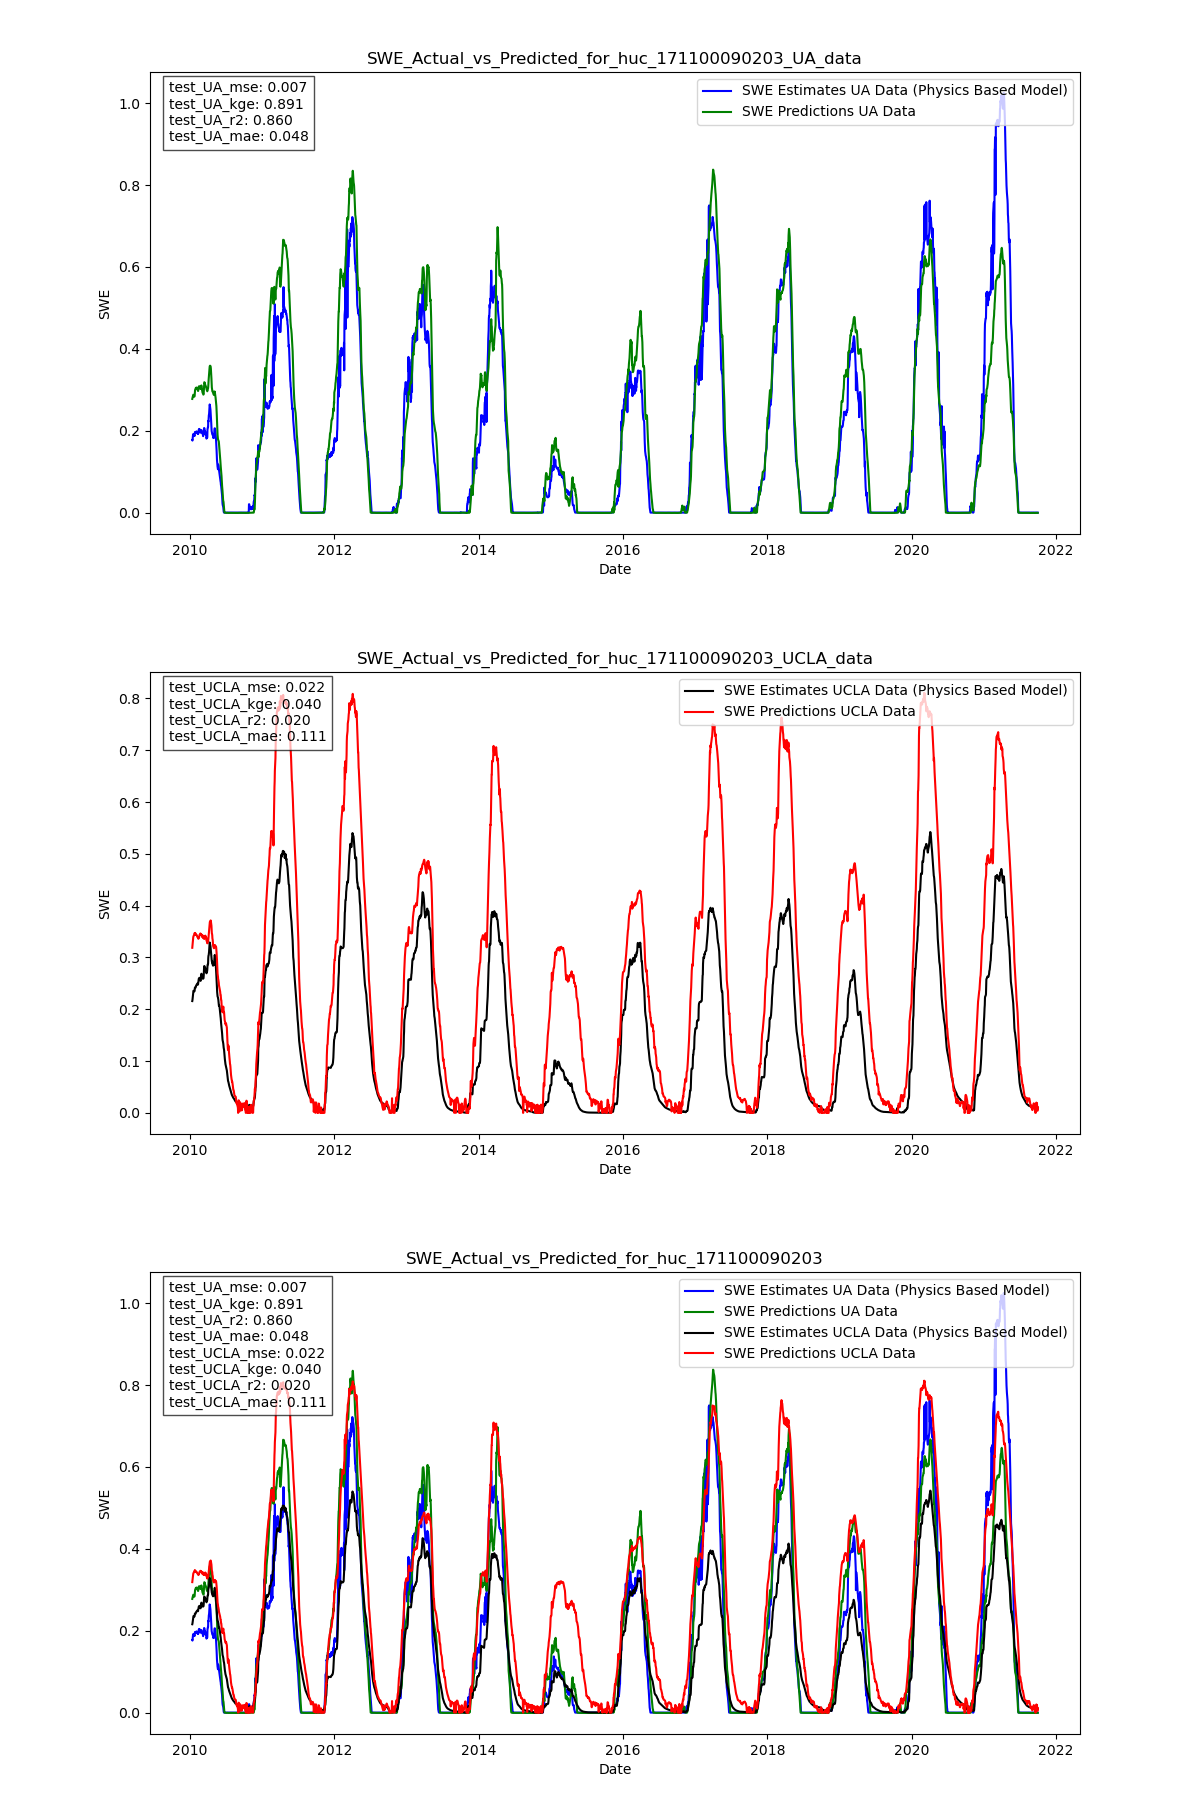 SWE_Actual_vs_Predicted_for_huc_171100090203_UA_data
test_UA_mse: 0.007
test_UA_kge: 0.891
test_UA_r2: 0.860
test_UA_mae: 0.048
SWE Estimates UA Data (Physics Based Model)
SWE Predictions UA Data
1.0
0.8
0.6
0.4
0.2
0.0
SWE
2010 2012 2014 2016 2018 2020 2022
Date
SWE_Actual_vs_Predicted_for_huc_171100090203_UCLA_data
test_UCLA_mse: 0.022
test_UCLA_kge: 0.040
test_UCLA_r2: 0.020
test_UCLA_mae: 0.111
SWE Estimates UCLA Data (Physics Based Model)
SWE Predictions UCLA Data
0.8
0.7
0.6
0.5
0.4
0.3
0.2
0.1
0.0
SWE
2010 2012 2014 2016 2018 2020 2022
Date
SWE_Actual_vs_Predicted_for_huc_171100090203
test_UA_mse: 0.007
test_UA_kge: 0.891
test_UA_r2: 0.860
test_UA_mae: 0.048
test_UCLA_mse: 0.022
test_UCLA_kge: 0.040
test_UCLA_r2: 0.020
test_UCLA_mae: 0.111
SWE Estimates UA Data (Physics Based Model)
SWE Predictions UA Data
SWE Estimates UCLA Data (Physics Based Model)
SWE Predictions UCLA Data
1.0
0.8
0.6
0.4
0.2
0.0
SWE
2010 2012 2014 2016 2018 2020 2022
Date